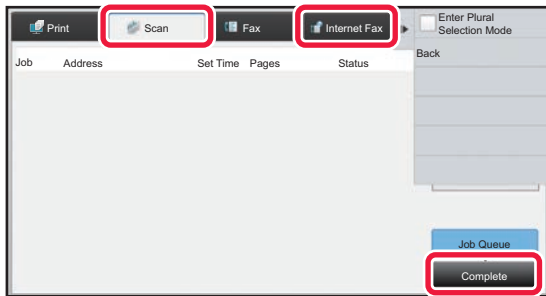 Print
Scan
Fax
Internet Fax
Enter Plural
Selection Mode
Back
Job Address Set Time Pages Status
Job Queue
Complete